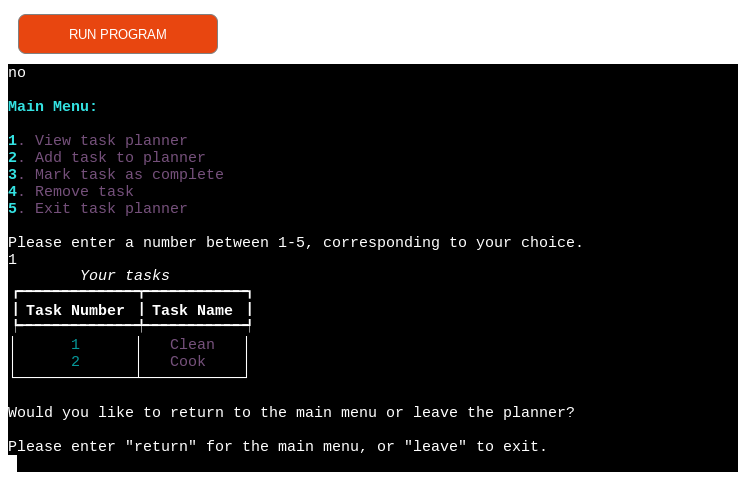 RUN PROGRAM
no
Main Menu:
1. View task planner
2. Add task to planner
3. Mark task as complete
4. Remove task
5. Exit task planner
Please enter a number between 1-5, corresponding to your choice.
1
Your tasks
Task Number Task Name
1 Clean
2 Cook
Would you like to return to the main menu or leave the planner?
Please enter "return" for the main menu, or "leave" to exit.